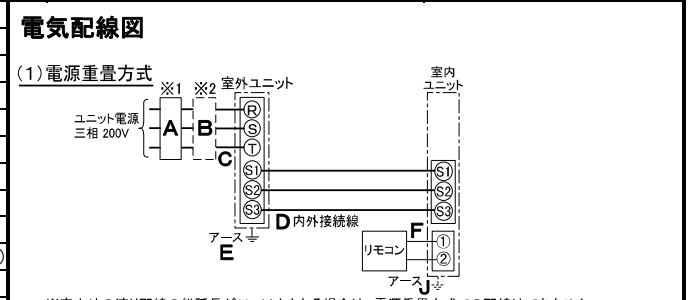 電気配線図
(1)電源重畳方式
※1 ※2 室外ユニット
室内
ユニット
ユニット電源
三相 200V
A
B
C
R
S
T
S1
S2
S3
S1
S2
S3
D 内外接続線
アース
E
リモコン
F
①
②
アース
J